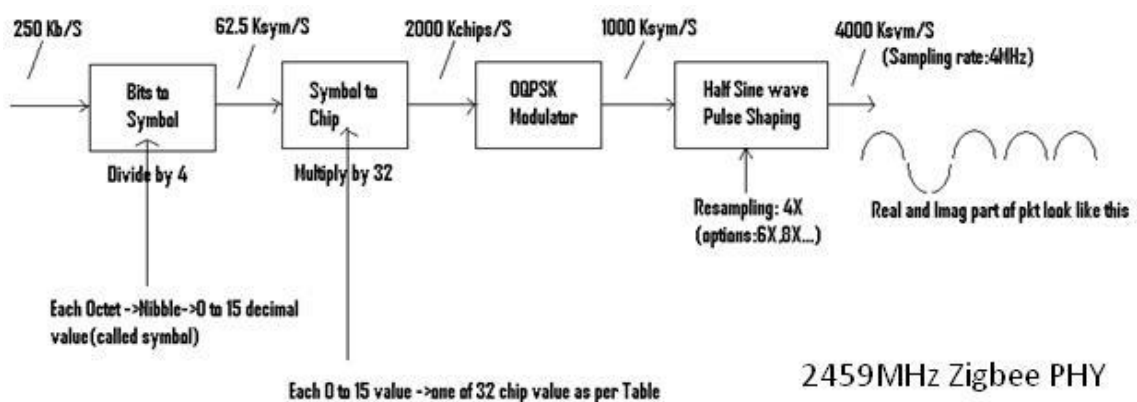 250 Kb/S
62.5 Ksym/S
2000 Kchips/S
1000 Ksym/S
4000 Ksym/S
(Sampling rate:4MHz)
Bits to
Symbol
Symbol to
Chip
OQPSK
Modulator
Half Sine wave
Pulse Shaping
Divide by 4
Multiply by 32
Resampling: 4X
(options:6X,8X...)
Real and Imag part of pkt look like this
Each Octet ->Nibble->0 to 15 decimal
value(called symbol)
Each 0 to 15 value ->one of 32 chip value as per Table
2459MHz Zigbee PHY